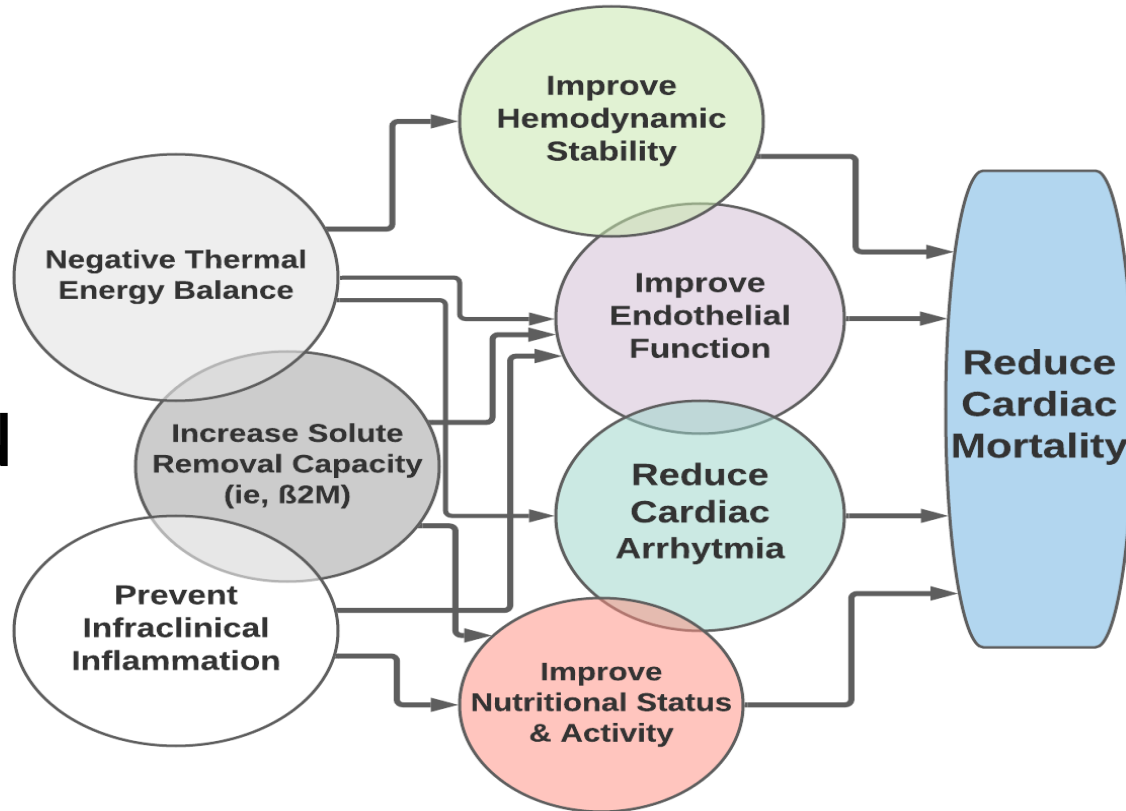 Improve
Hemodynamic
Stability
Negative Thermal
Energy Balance
Improve
Endothelial
Function
Increase Solute
Removal Capacity
(ie, ß2M)
Reduce
Cardiac
Arrhytmia
Prevent
Infraclinical
Inflammation
Improve
Nutritional Status
& Activity
Reduce
Cardiac
Mortality